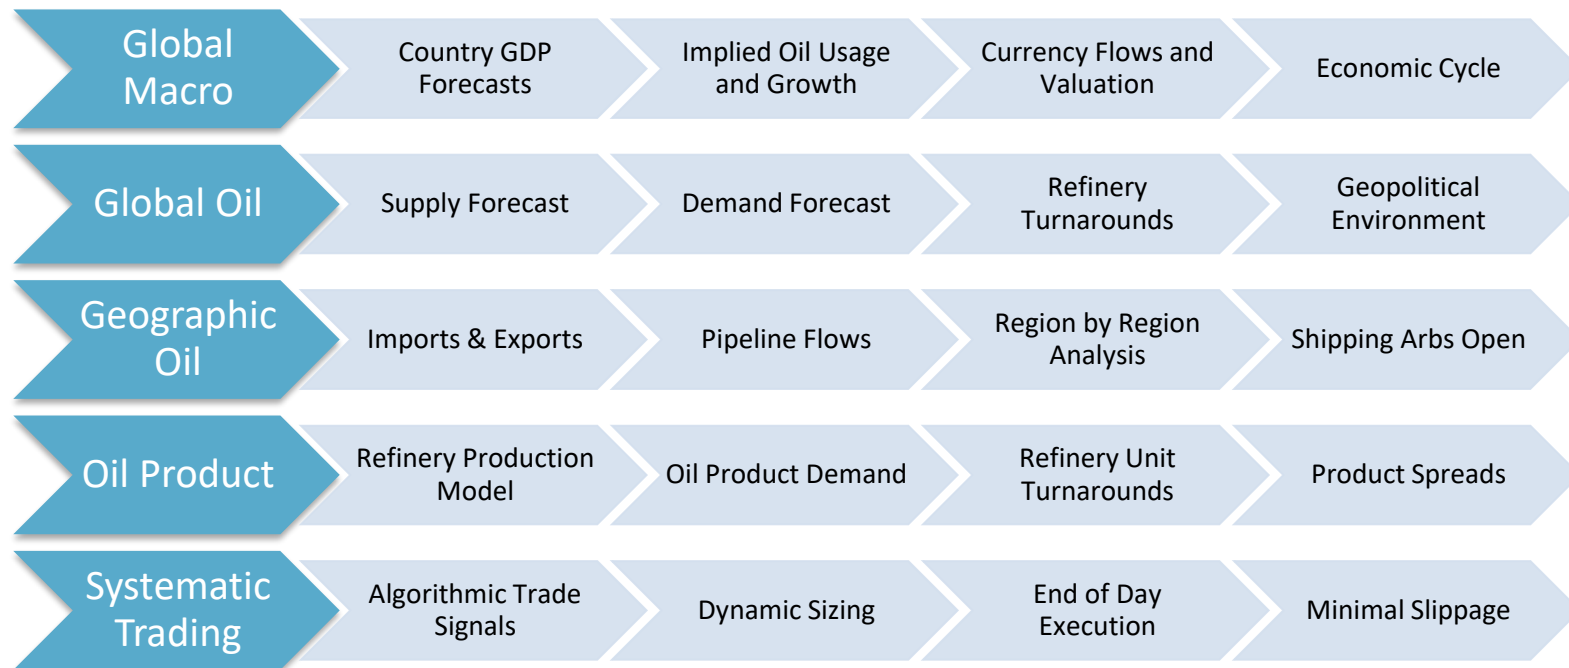 Global
Macro
Country GDP
Forecasts
Implied Oil Usage
and Growth
Currency Flows and
Valuation
Economic Cycle
Global Oil
Supply Forecast
Demand Forecast
Refinery
Turnarounds
Geopolitical
Environment
Geographic
Oil
Imports & Exports
Pipeline Flows
Region by Region
Analysis
Shipping Arbs Open
Oil Product
Refinery Production
Model
Oil Product Demand
Refinery Unit
Turnarounds
Product Spreads
Systematic
Trading
Algorithmic Trade
Signals
Dynamic Sizing
End of Day
Execution
Minimal Slippage